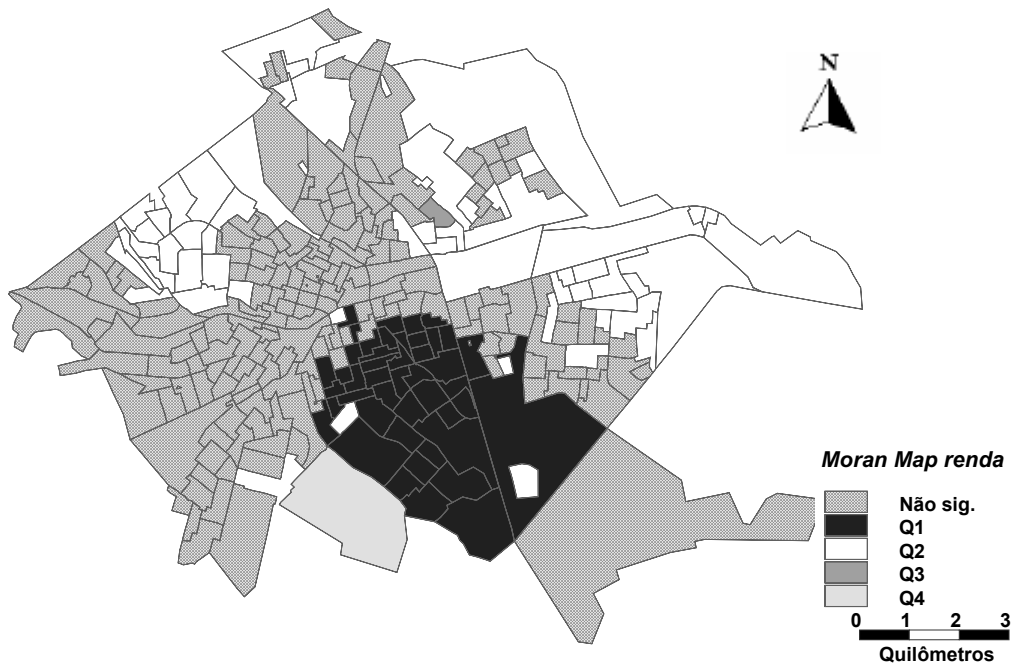 N
Moran Map renda
Não sig.
Q1
Q2
Q3
Q4
0 1 2 3
Quilômetros